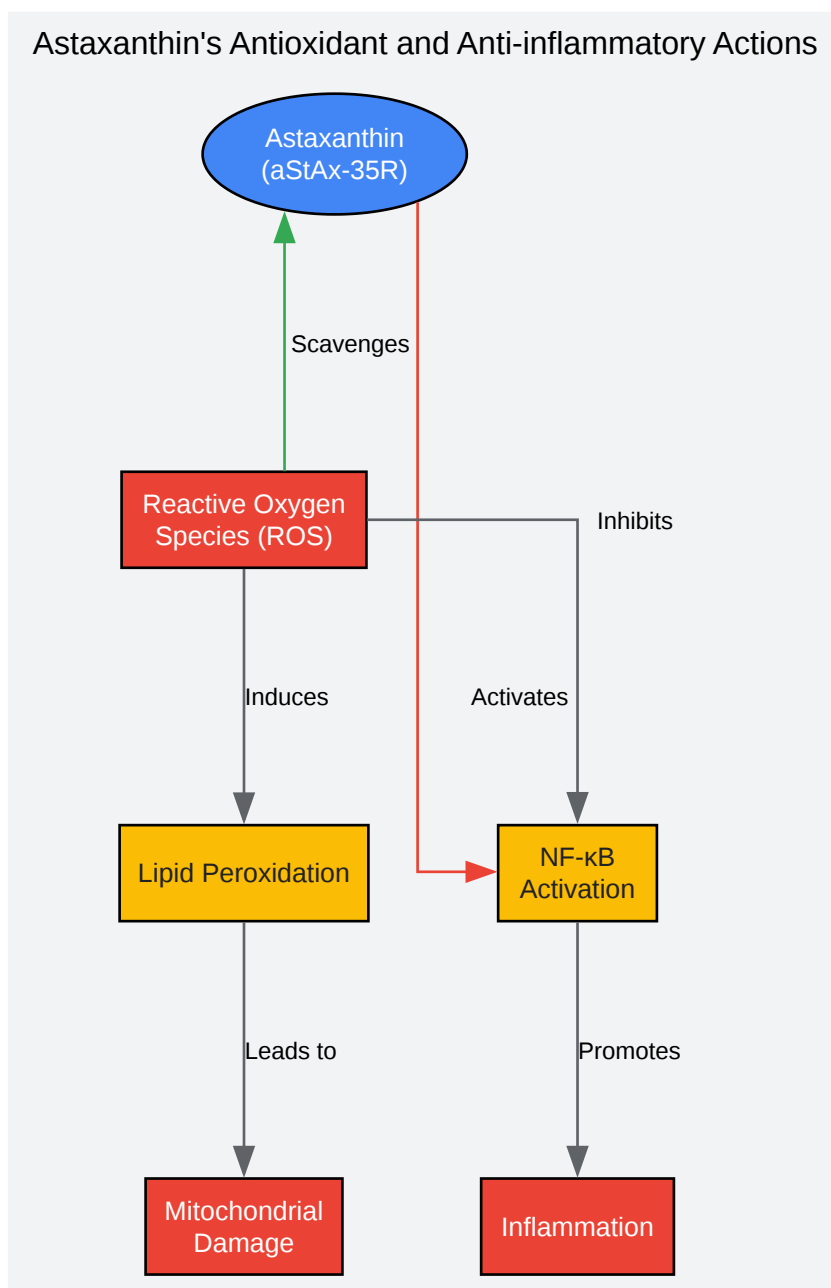 Astaxanthin's Antioxidant and Anti-inflammatory Actions
Astaxanthin
(aStAx-35R)
Scavenges
Reactive Oxygen
Species (ROS)
Inhibits
Induces
Activates
Lipid Peroxidation
NF-κB
Activation
Leads to
Promotes
Mitochondrial
Damage
Inflammation